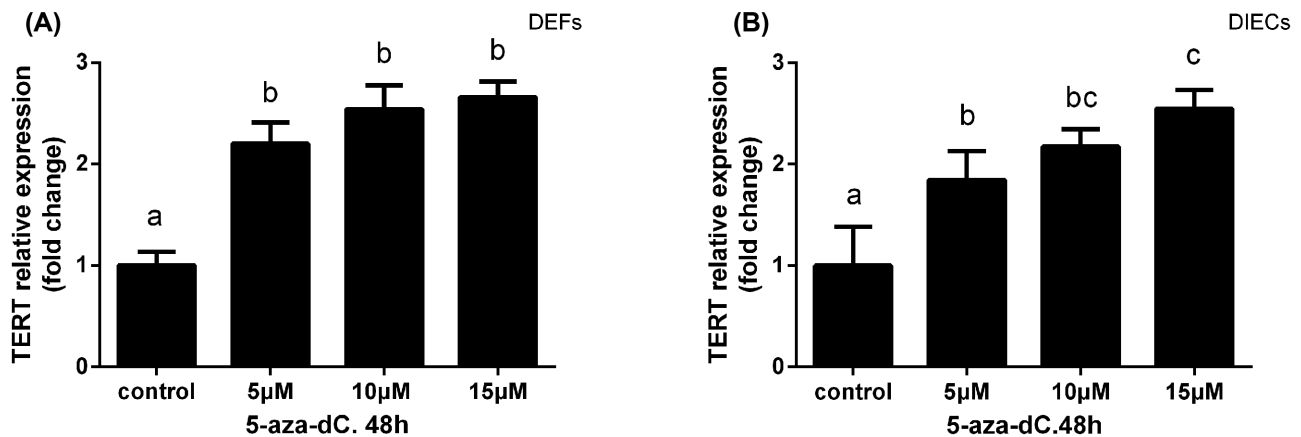 (A)
DEFs
TERT relative expression
(fold change)
3
2
1
0
a
b
b
b
control 5µM 10µM 15µM
5-aza-dC. 48h
(B)
DIECs
TERT relative expression
(fold change)
3
2
1
0
a
b
bc
c
control 5µM 10µM 15µM
5-aza-dC.48h